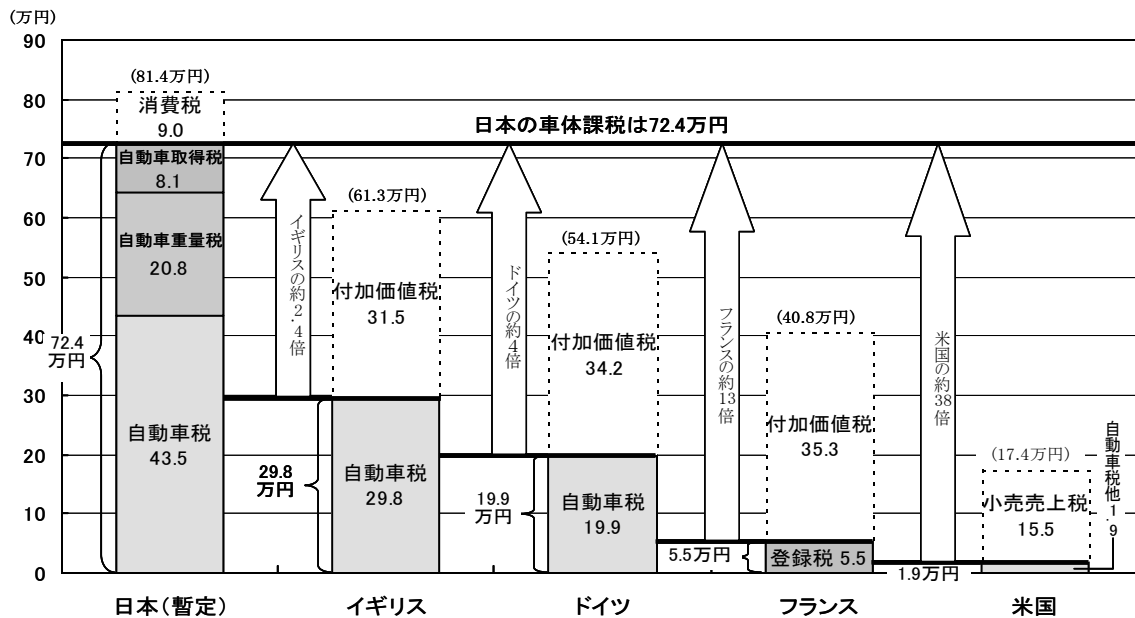 (万円)
90
80
70
60
50
40
30
20
10
0
(81.4万円)
消費税
9.0
自動車取得税
8.1
自動車重量税
20.8
自動車税
43.5
72.4
万円
日本の車体課税は72.4万円
イギリスの約2.4倍
29.8
万円
(61.3万円)
付加価値税
31.5
自動車税
29.8
ドイツの約4倍
19.9
万円
(54.1万円)
付加価値税
34.2
自動車税
19.9
フランスの約13倍
5.5万円
(40.8万円)
付加価値税
35.3
登録税 5.5
米国の約38倍
1.9万円
(17.4万円)
小売売上税
15.5
自動車税他1.9
日本(暫定)
イギリス
ドイツ
フランス
米国